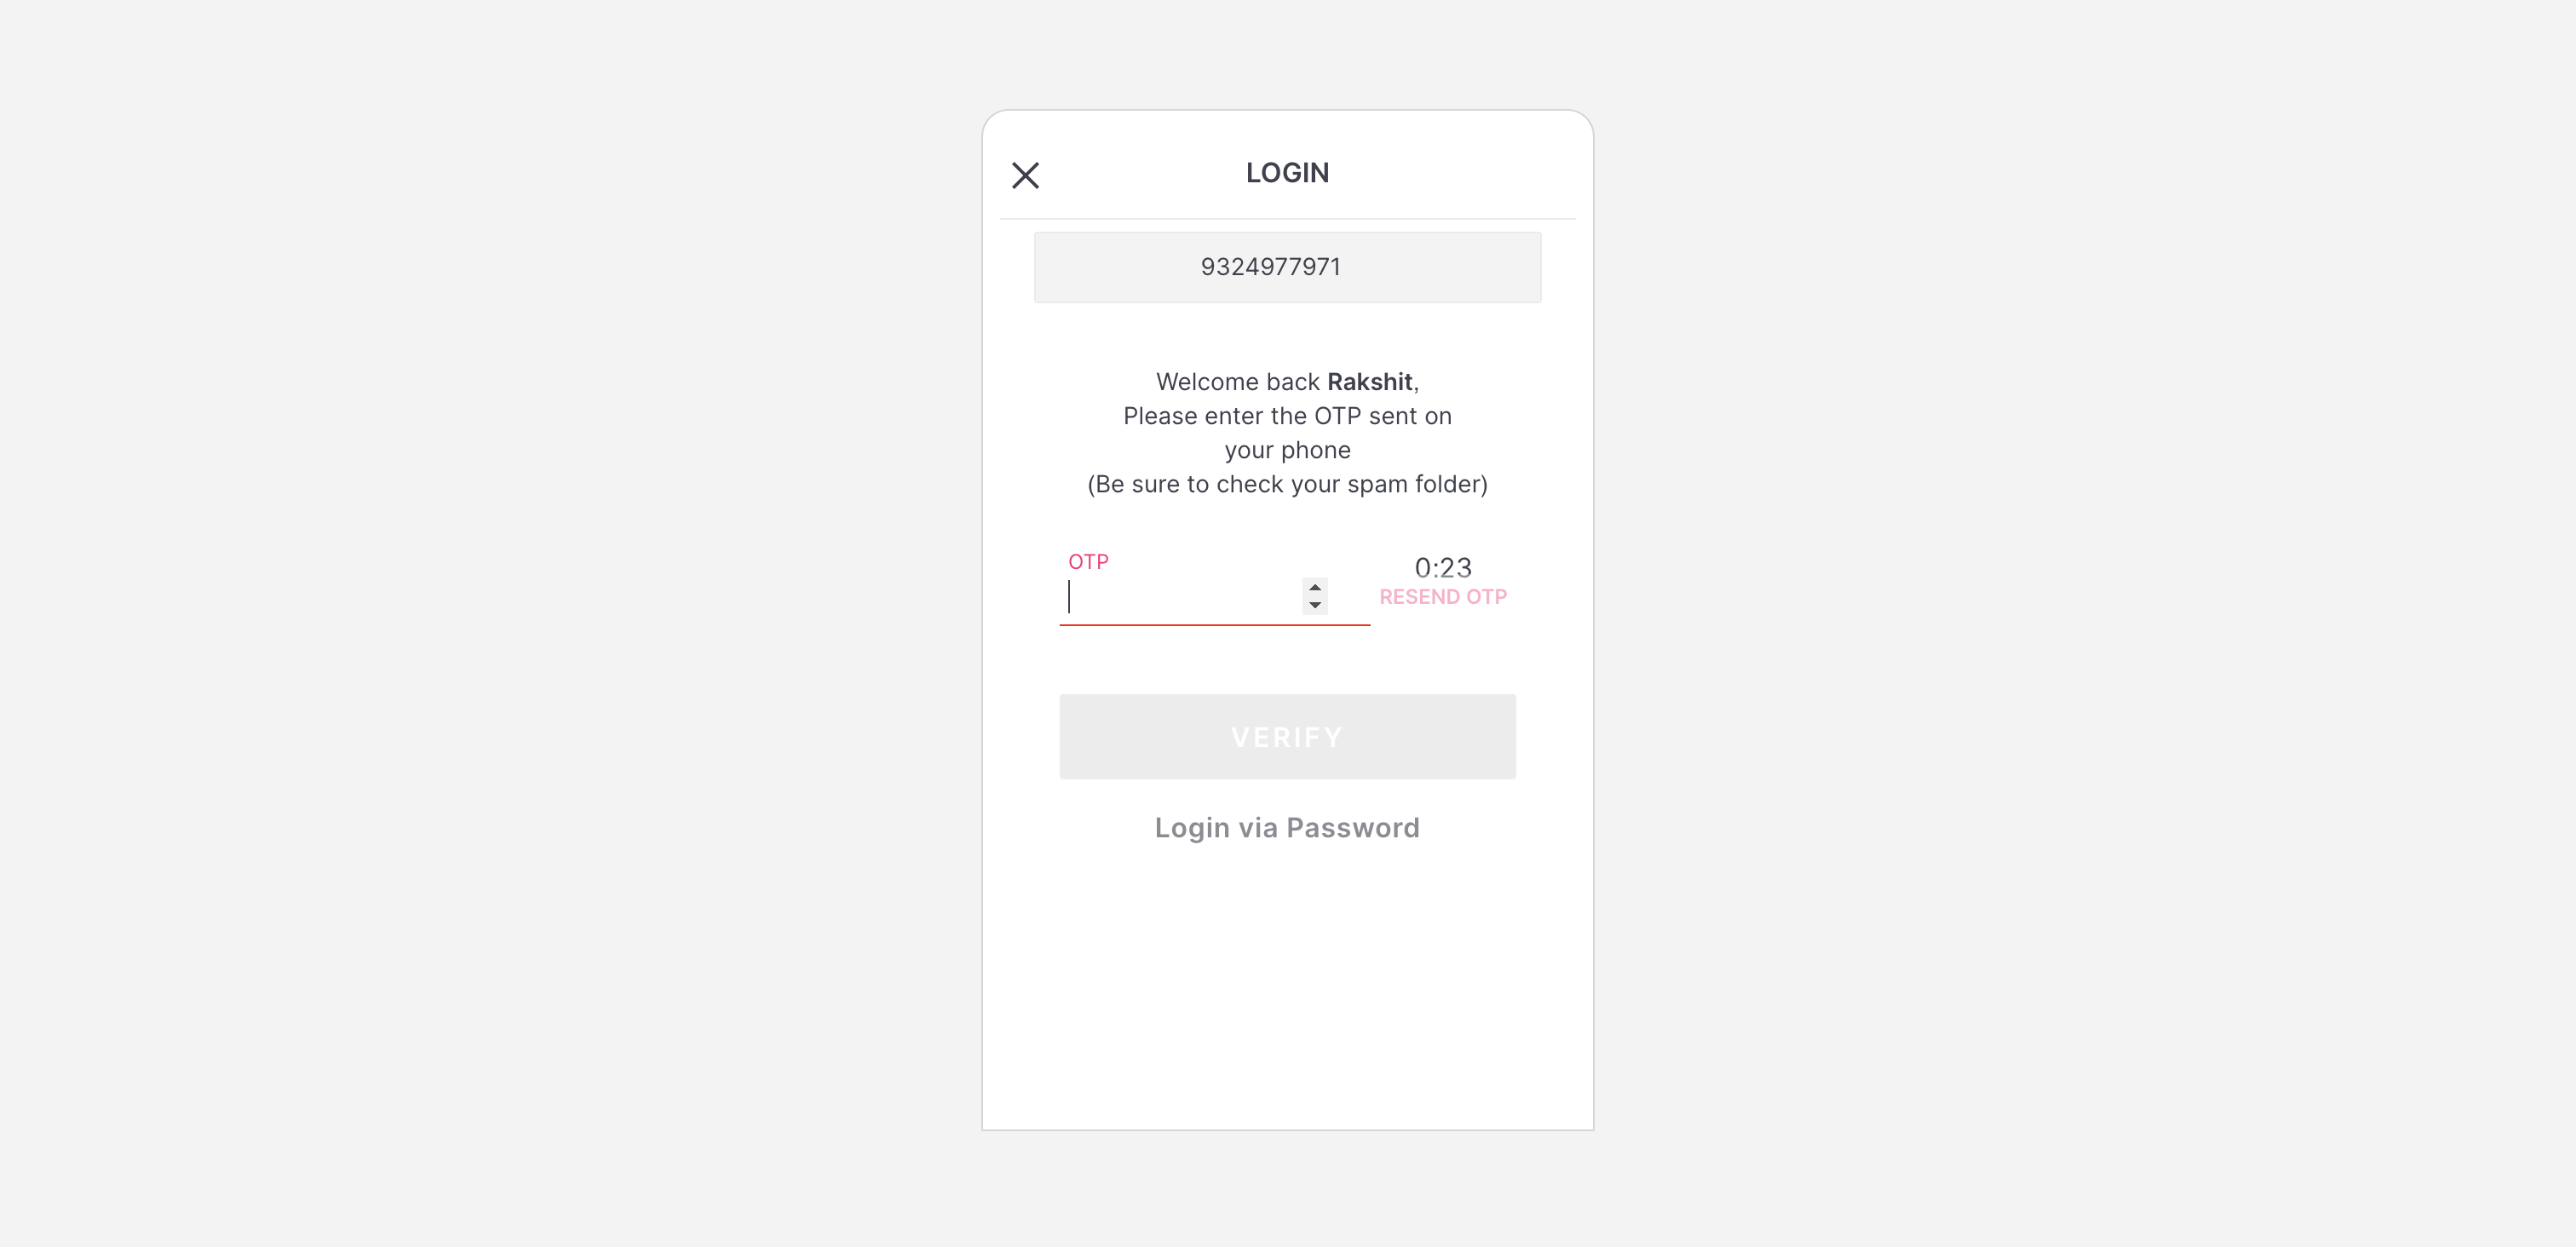 LOGIN
9324977971
Welcome back Rakshit,
Please enter the OTP sent on
your phone
(Be sure to check your spam folder)
OTP
0:23
RESEND OTP
VERIFY
Login via Password